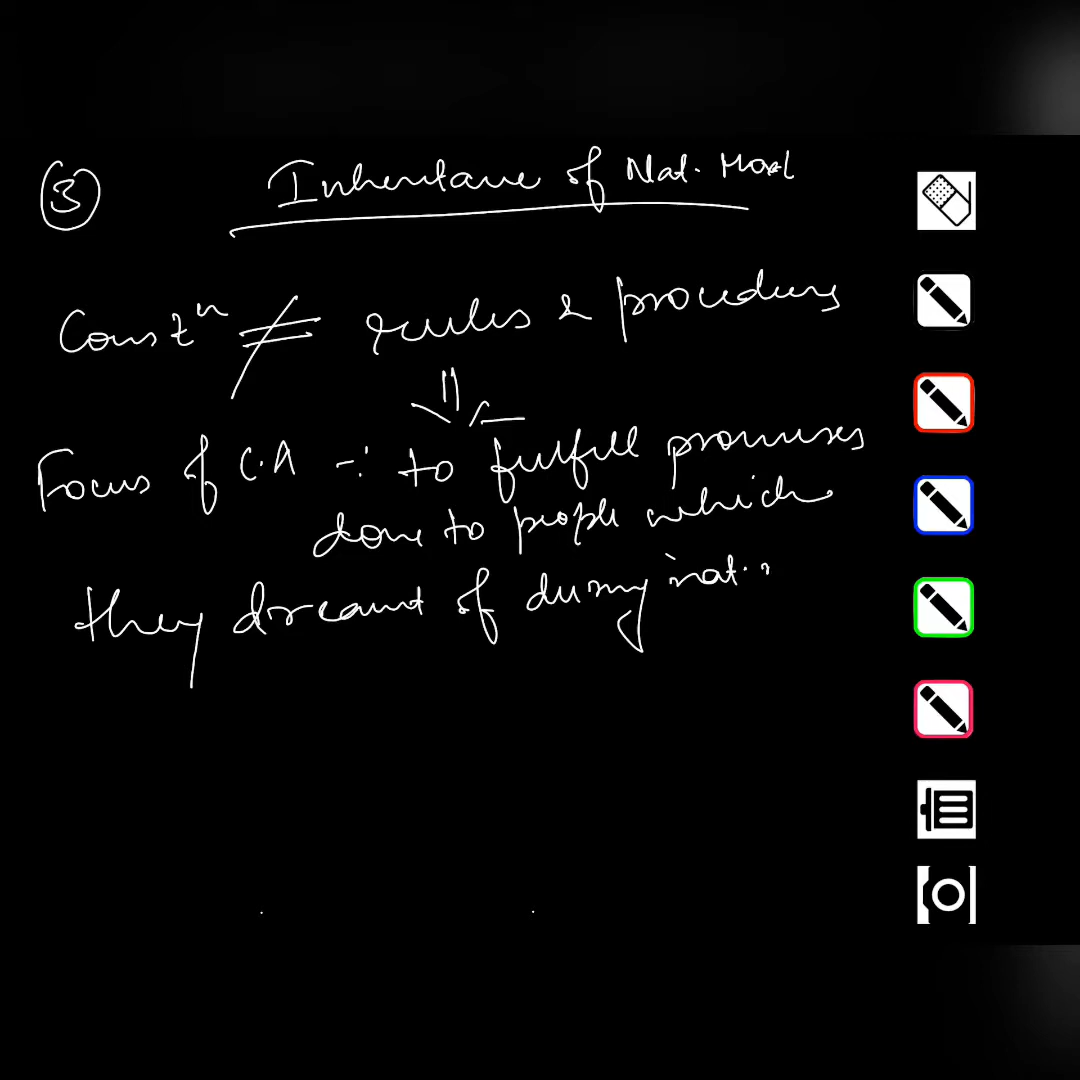 ③ Inheritance of Nat. Movt
Constⁿ ≠ rules & procedures
⇓
Focus of C.A -: to fulfill promises
done to people which
they dreamt of during nat..